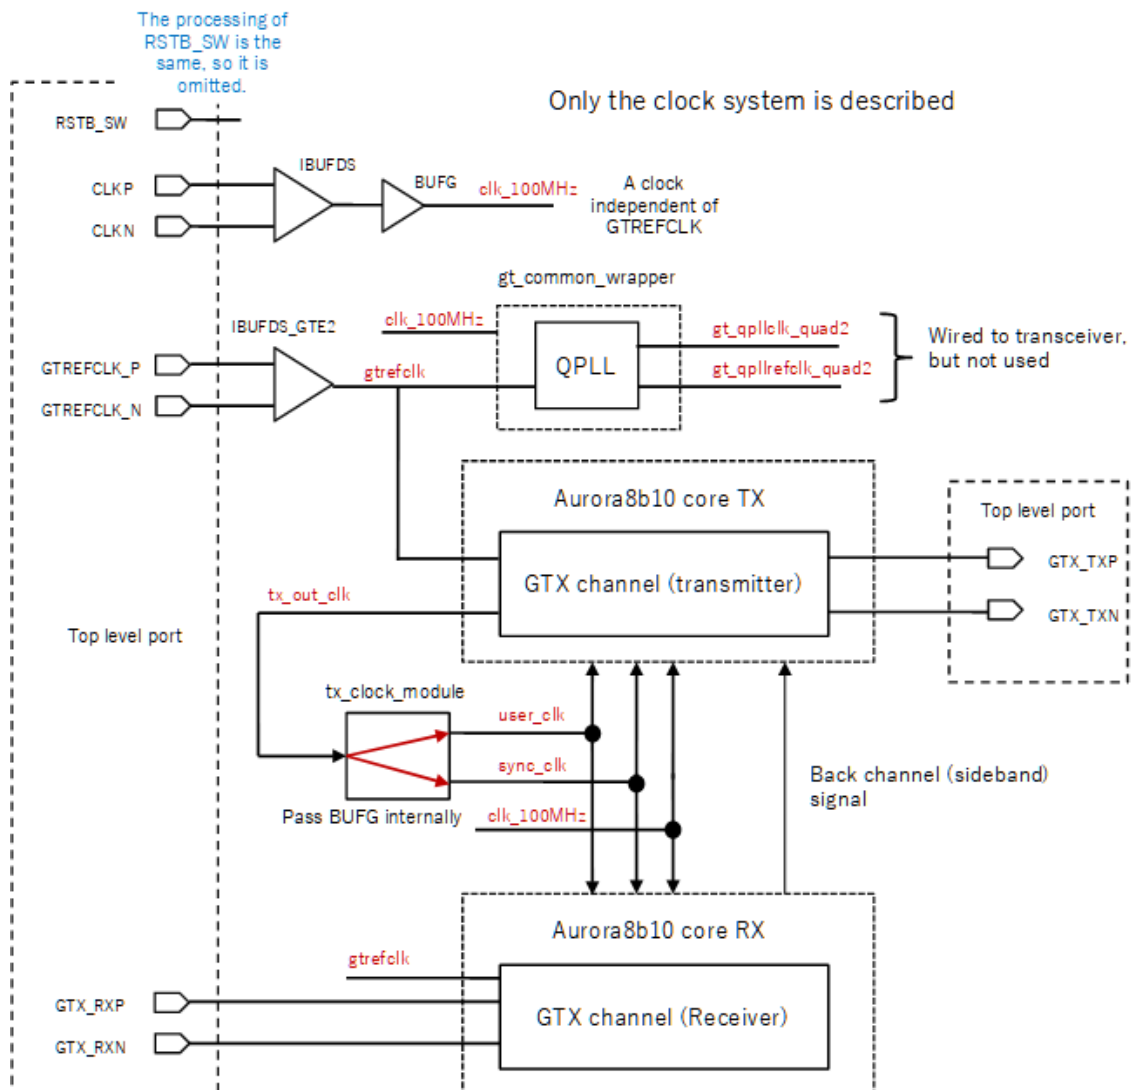 The processing of
RSTB_SW is the
same, so it is
omitted.
Only the clock system is described
RSTB_SW
IBUFDS
BUFG
CLKP
clk_100MHz
A clock
independent of
GTREFCLK
CLKN
gt_common_wrapper
IBUFDS_GTE2
clk_100MHz
gt_qpllclk_quad2
Wired to transceiver,
but not used
GTREFCLK_P
gtrefclk
QPLL
gt_qpllrefclk_quad2
GTREFCLK_N
Aurora8b10 core TX
Top level port
GTX channel (transmitter)
GTX_TXP
tx_out_clk
GTX_TXN
Top level port
tx_clock_module
user_clk
sync_clk
Back channel (sideband)
signal
Pass BUFG internally
clk_100MHz
Aurora8b10 core RX
gtrefclk
GTX_RXP
GTX channel (Receiver)
GTX_RXN